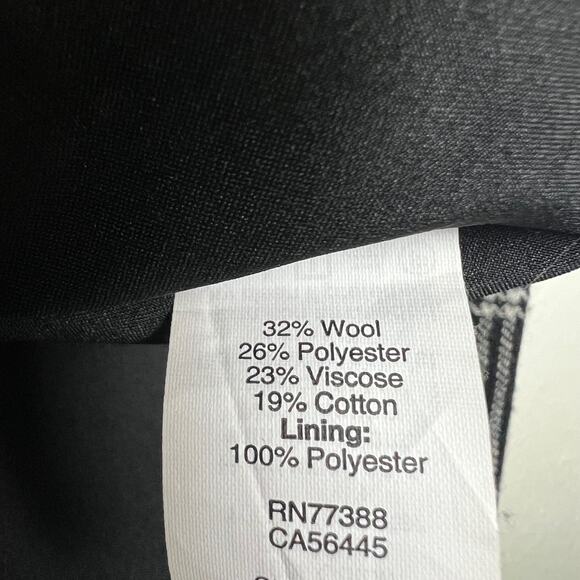 32% Wool
26% Polyester
23% Viscose
19% Cotton
Lining:
100% Polyester
RN77388
CA56445